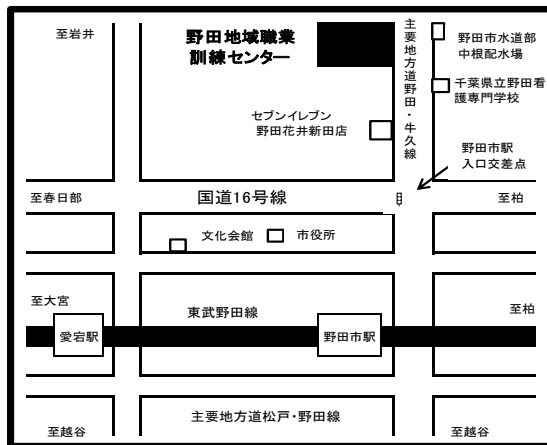 至岩井
野田地域職業
訓練センター
主要地方道野田・牛久線
野田市水道部
中根配水場
千葉県立野田看
護専門学校
セブンイレブン
野田花井新田店
野田市駅
入口交差点
至春日部
国道16号線
至柏
文化会館
市役所
至大宮
東武野田線
至柏
愛宕駅
野田市駅
主要地方道松戸・野田線
至越谷
至越谷